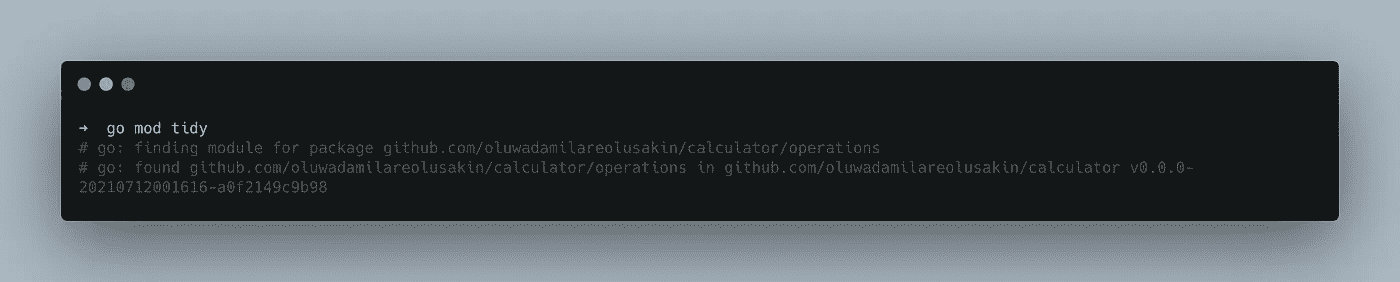 ➜ go mod tidy
# go: finding module for package github.com/oluwadamilareolusakin/calculator/operations
# go: found github.com/oluwadamilareolusakin/calculator/operations in github.com/oluwadamilareolusakin/calculator v0.0.0-
20210712001616-a0f2149c9b98